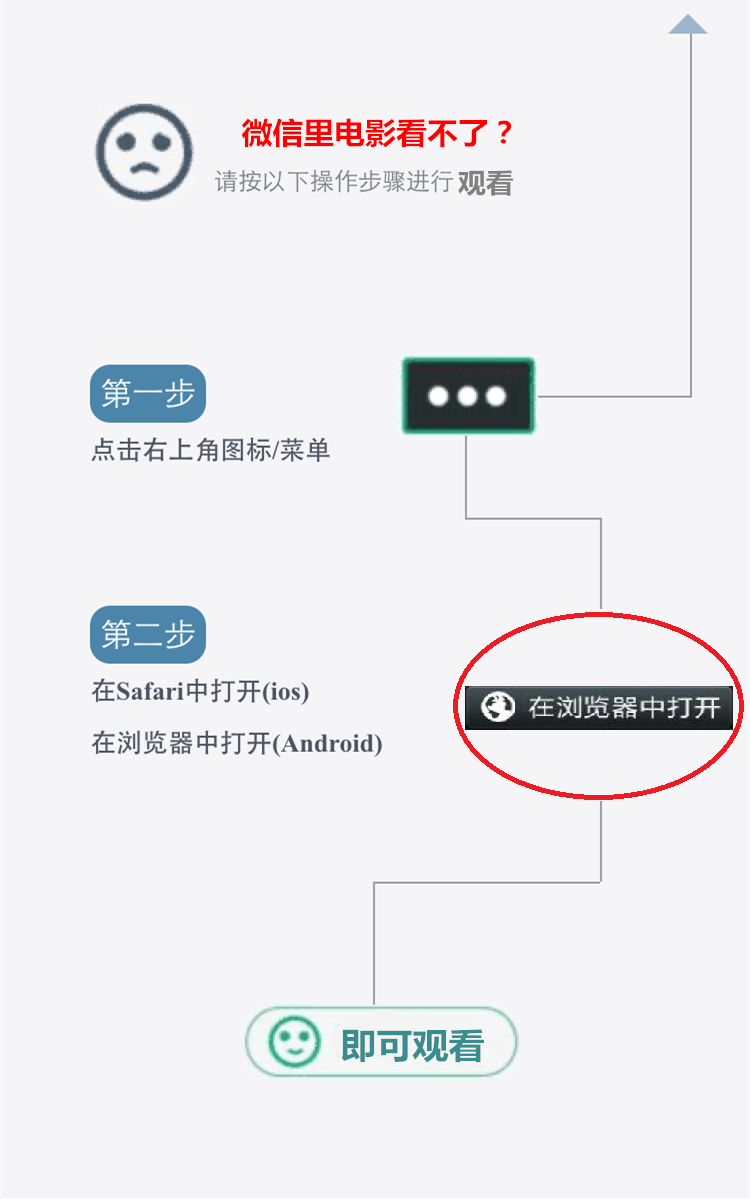 微信里电影看不了？
请按以下操作步骤进行 观看
第一步
点击右上角图标/菜单
第二步
在Safari中打开(ios)
在浏览器中打开(Android)
在浏览器中打开
即可观看